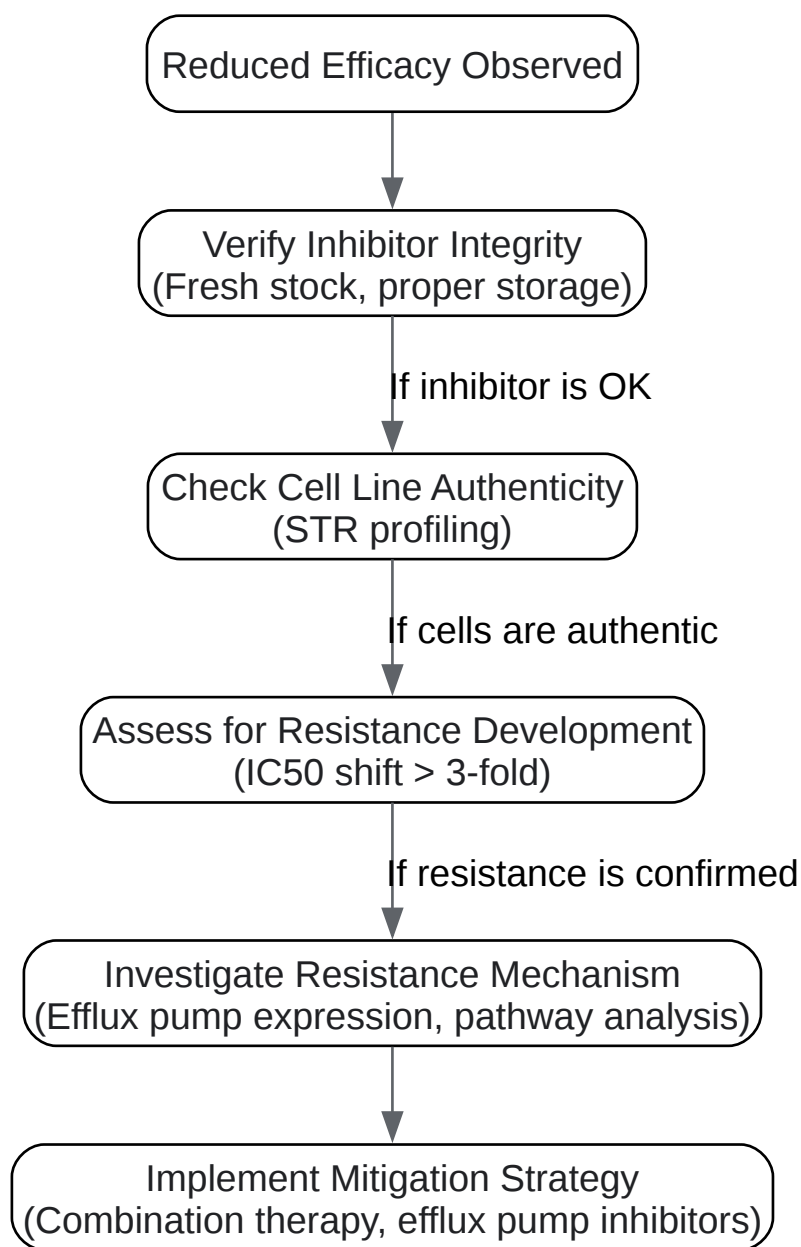 Reduced Efficacy Observed
Verify Inhibitor Integrity
(Fresh stock, proper storage)
If inhibitor is OK
Check Cell Line Authenticity
(STR profiling)
If cells are authentic
Assess for Resistance Development
(IC50 shift > 3-fold)
If resistance is confirmed
Investigate Resistance Mechanism
(Efflux pump expression, pathway analysis)
Implement Mitigation Strategy
(Combination therapy, efflux pump inhibitors)